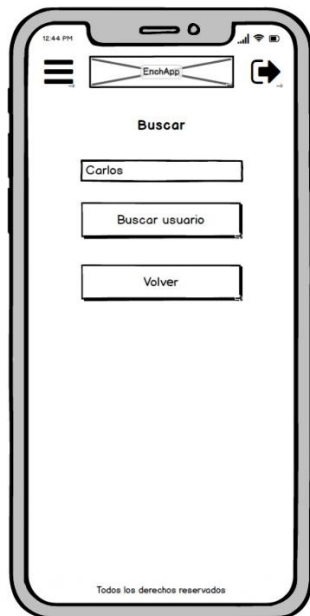 12:44 PM
EnchApp
Buscar
Carlos
Buscar usuario
Volver
Todos los derechos reservados